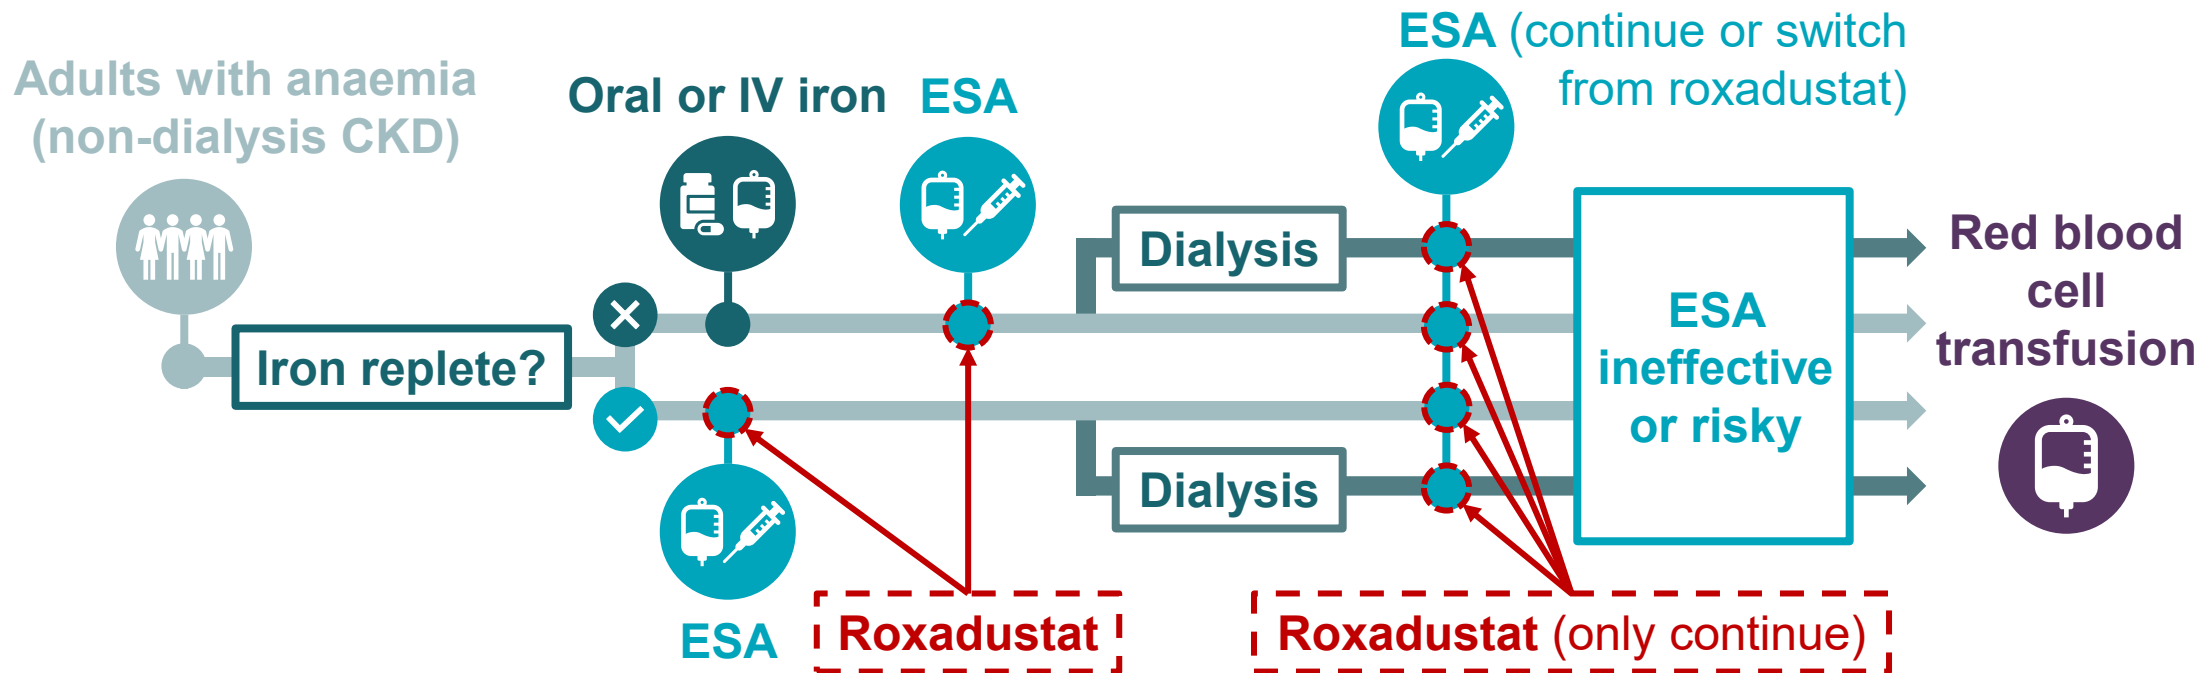 Adults with anaemia
(non-dialysis CKD)
Iron replete?
Oral or IV iron
ESA
ESA
Roxadustat
Dialysis
Dialysis
ESA (continue or switch
from roxadustat)
Roxadustat (only continue)
ESA
ineffective
or risky
Red blood
cell
transfusion